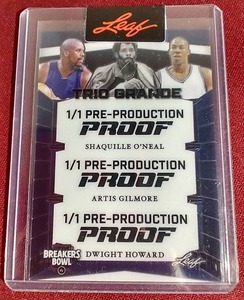 Leaf
TRIO GRANDE
1/1 PRE-PRODUCTION
PROOF
SHAQUILLE O'NEAL
1/1 PRE-PRODUCTION
PROOF
ARTIS GILMORE
1/1 PRE-PRODUCTION
PROOF
BREAKERS
BOWL
DWIGHT HOWARD
Leaf